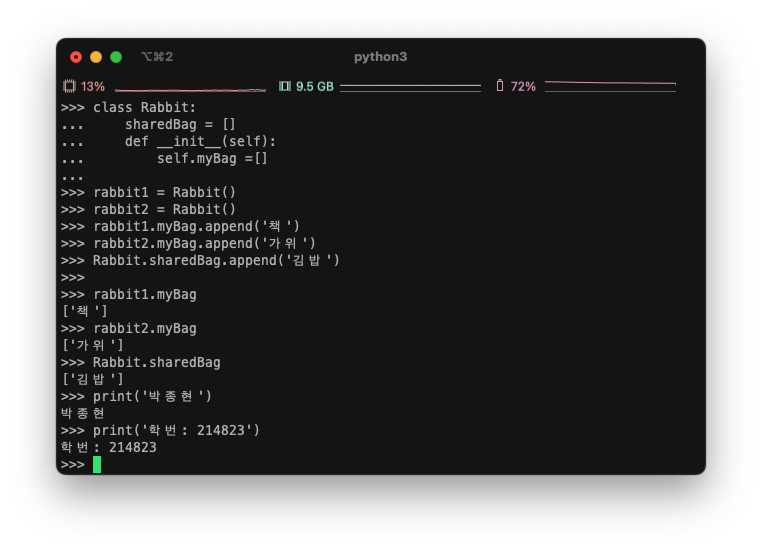 ⌥⌘2 python3
13% 9.5 GB 72%
>>> class Rabbit:
...     sharedBag = []
...     def __init__(self):
...         self.myBag =[]
...
>>> rabbit1 = Rabbit()
>>> rabbit2 = Rabbit()
>>> rabbit1.myBag.append('책')
>>> rabbit2.myBag.append('가위')
>>> Rabbit.sharedBag.append('김밥')
>>>
>>> rabbit1.myBag
['책']
>>> rabbit2.myBag
['가위']
>>> Rabbit.sharedBag
['김밥']
>>> print('박종현')
박종현
>>> print('학번: 214823')
학번: 214823
>>>